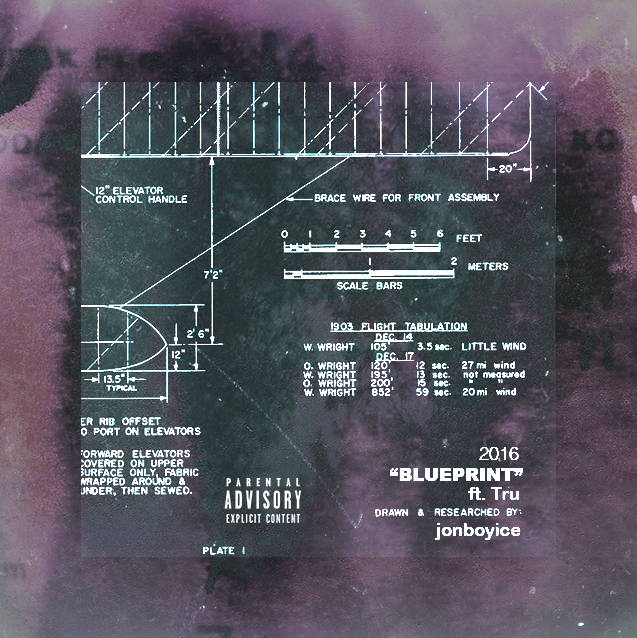 20"
12" ELEVATOR
CONTROL HANDLE
BRACE WIRE FOR FRONT ASSEMBLY
0 1 2 3 4 5 6
FEET
1 2
METERS
SCALE BARS
7'2"
2' 6"
12"
13.5"
TYPICAL
1903 FLIGHT TABULATION
DEC. 14
W. WRIGHT 105' 3.5 sec. LITTLE WIND
DEC. 17
O. WRIGHT 120' 12 sec. 27 mi wind
W. WRIGHT 195' 13 sec. not measured
O. WRIGHT 200' 15 sec. " "
W. WRIGHT 852' 59 sec. 20 mi wind
ER RIB OFFSET
O PORT ON ELEVATORS
FORWARD ELEVATORS
COVERED ON UPPER
SURFACE ONLY, FABRIC
WRAPPED AROUND &
UNDER, THEN SEWED.
PARENTAL
ADVISORY
EXPLICIT CONTENT
2016
“BLUEPRINT”
ft. Tru
DRAWN & RESEARCHED BY:
jonboyice
PLATE 1